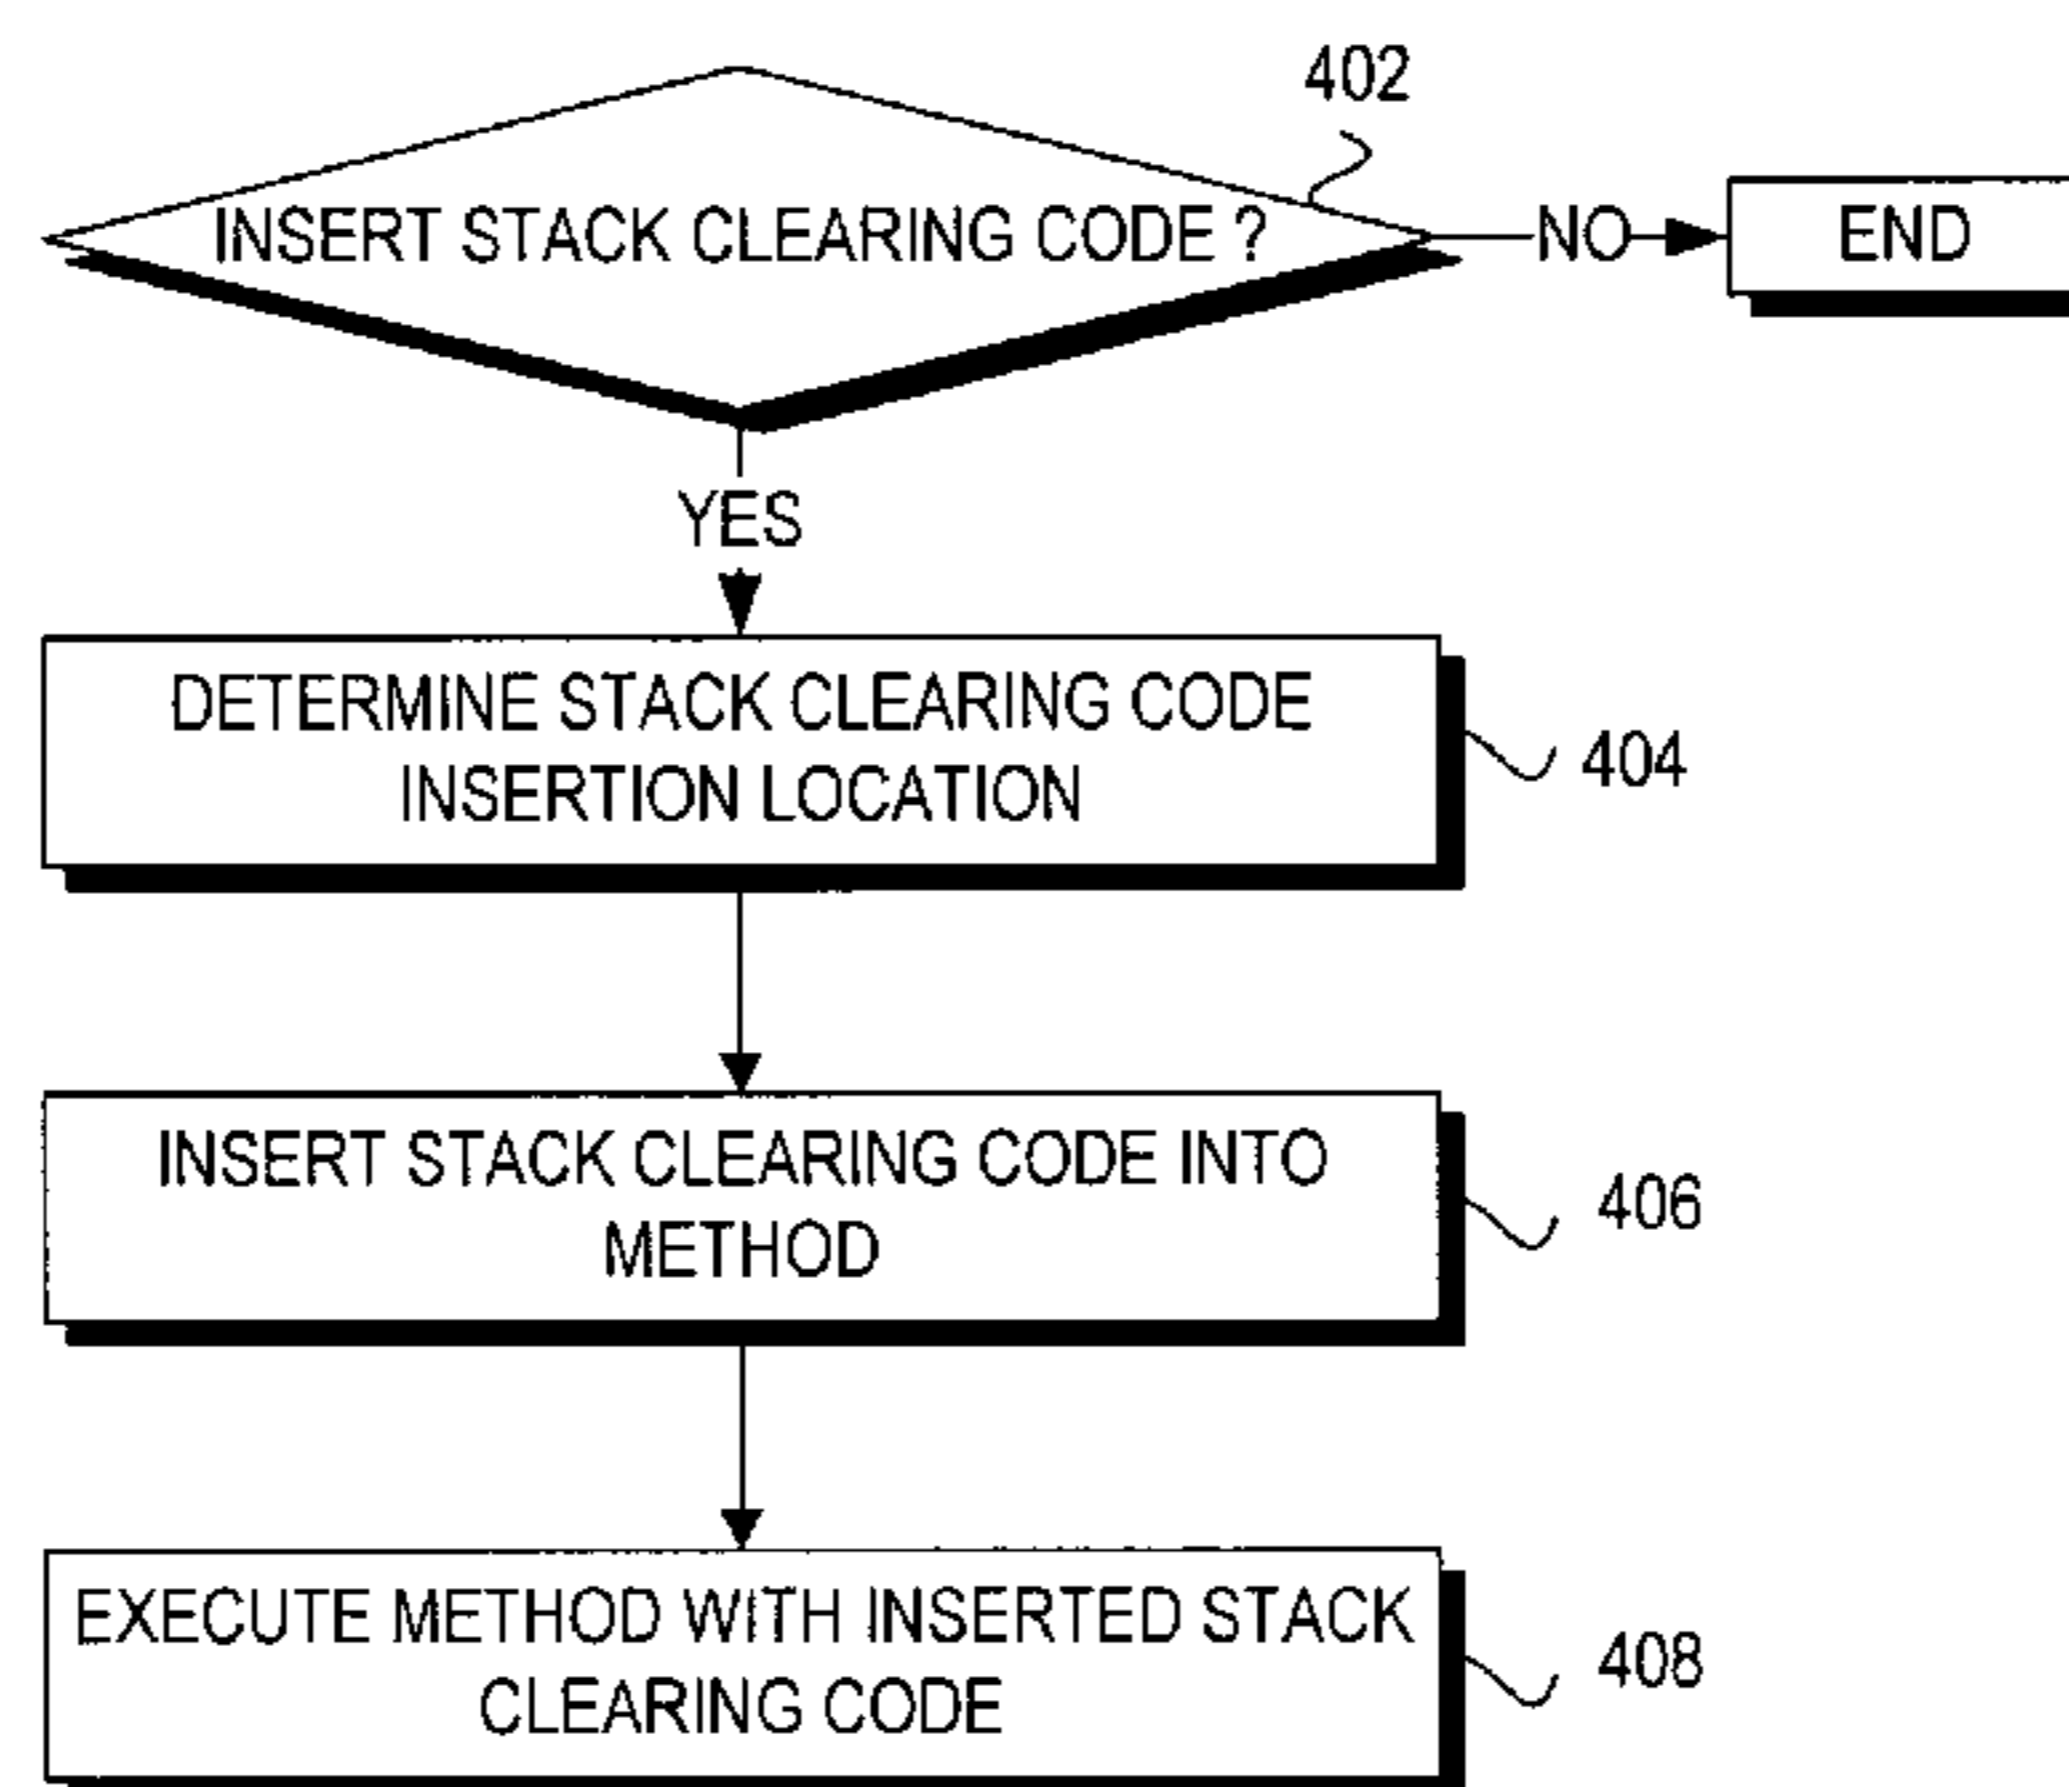 402
INSERT STACK CLEARING CODE ?
NO
END
YES
DETERMINE STACK CLEARING CODE
INSERTION LOCATION
404
INSERT STACK CLEARING CODE INTO
METHOD
406
EXECUTE METHOD WITH INSERTED STACK
CLEARING CODE
408